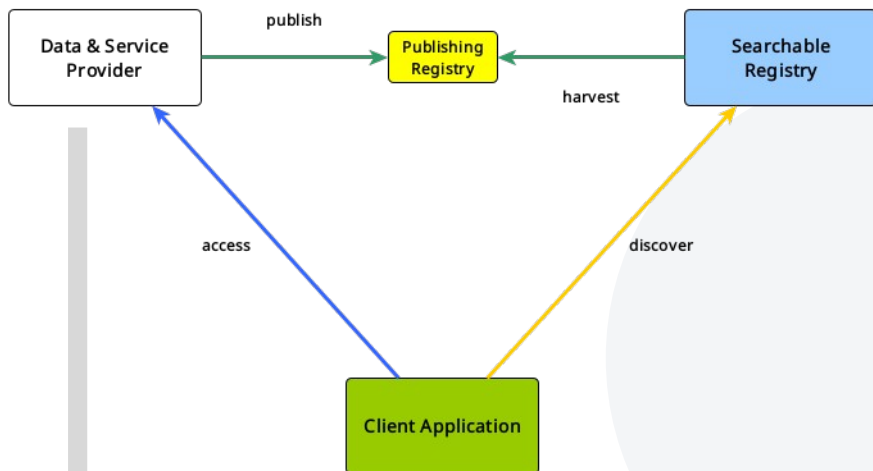 publish
Data & Service
Provider
Publishing
Registry
Searchable
Registry
harvest
access
discover
Client Application